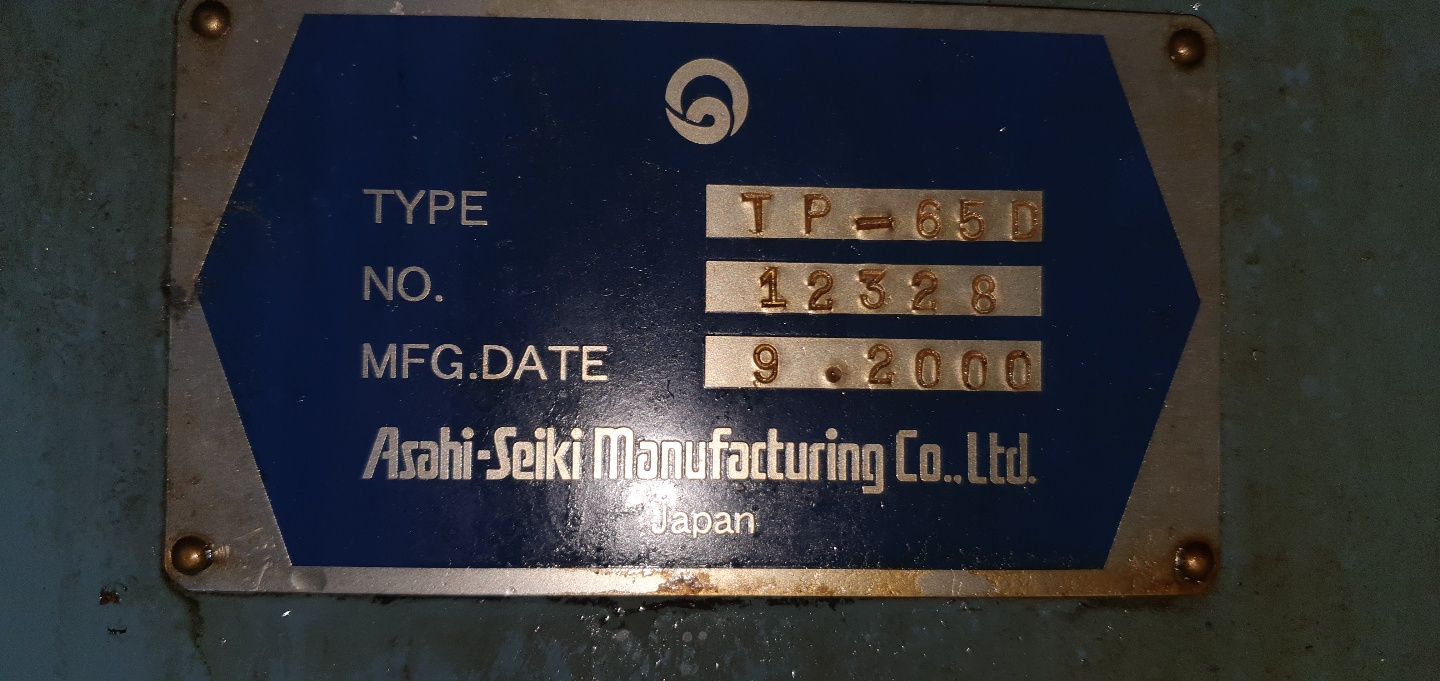 TYPE TP-65D
NO. 12328
MFG.DATE 9.2000
Asahi-Seiki Manufacturing Co.,Ltd.
Japan